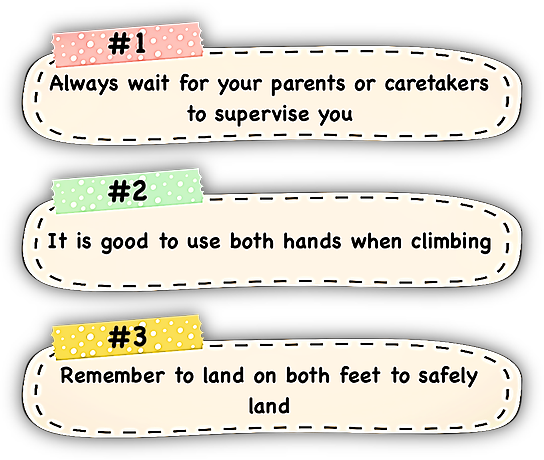 #1
Always wait for your parents or caretakers
to supervise you
#2
It is good to use both hands when climbing
#3
Remember to land on both feet to safely
land